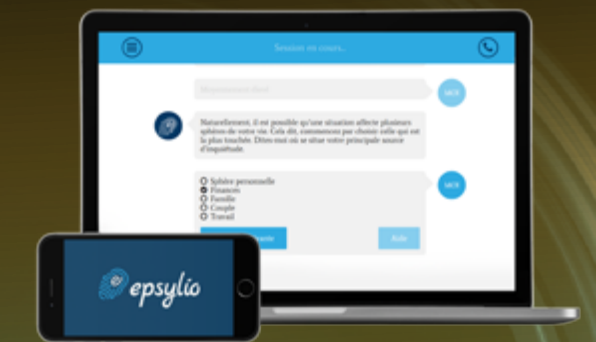 Session en cours..
MOI
Naturellement, il est possible qu'une situation affecte plusieurs
sphères de votre vie. Cela dit, commençons par choisir celle qui est
la plus touchée. Dites-moi où se situe votre principale source
d'inquiétude.
Sphère personnelle
MOI
Finances
Famille
Couple
Travail
Aide
epsylio